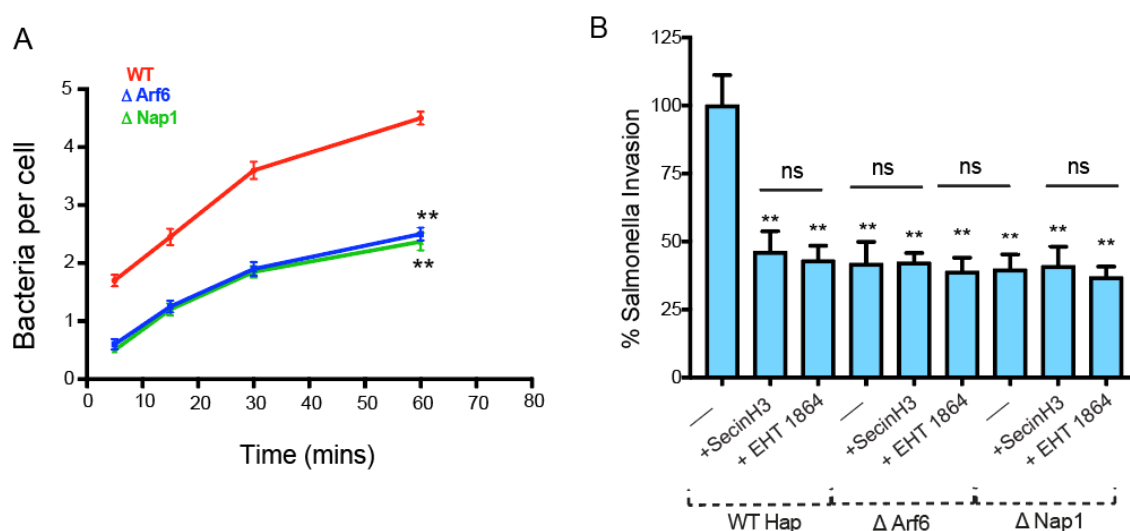 A
WT
Δ Arf6
Δ Nap1
5
4
3
2
1
0
Bacteria per cell
**
**
0 10 20 30 40 50 60 70 80
Time (mins)
B
125
100
75
50
25
0
% Salmonella Invasion
ns ns ns ns
** ** ** ** ** ** ** **
—
+SecinH3
+ EHT 1864
—
+SecinH3
+ EHT 1864
—
+SecinH3
+ EHT 1864
WT Hap Δ Arf6 Δ Nap1